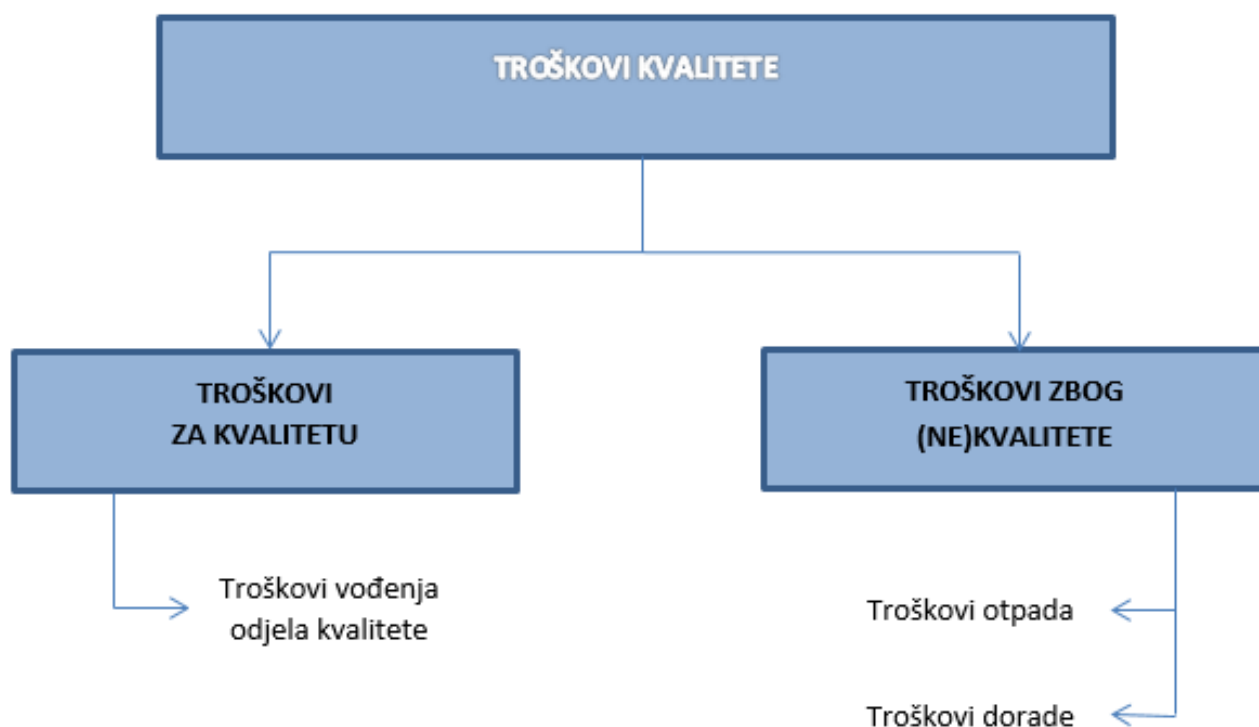 TROŠKOVI KVALITETE
TROŠKOVI
ZA KVALITETU
TROŠKOVI ZBOG
(NE)KVALITETE
Troškovi vođenja
odjela kvalitete
Troškovi otpada
Troškovi dorade